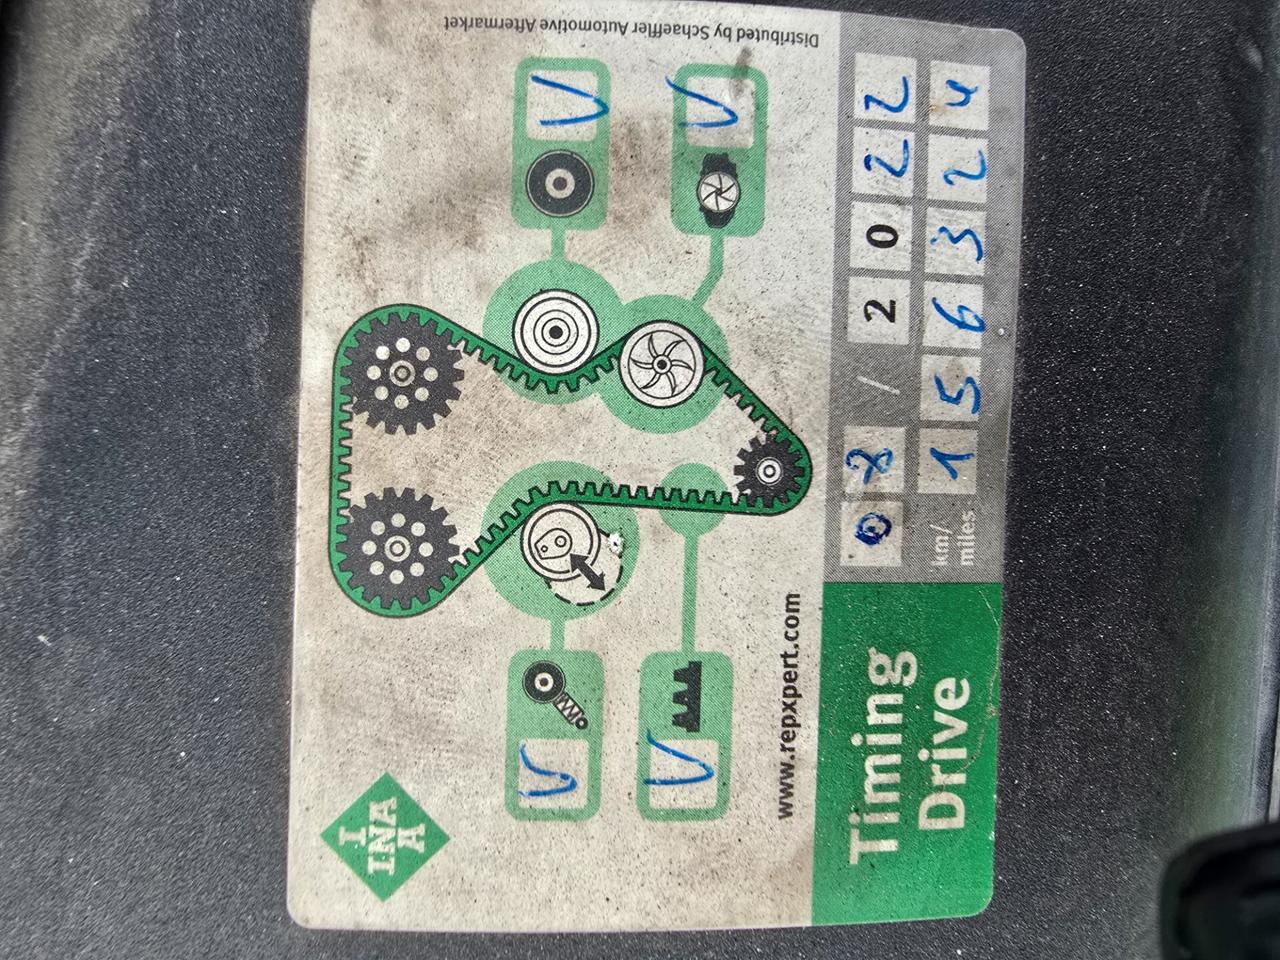 I
INA
A
Distributed by Schaeffler Automotive Aftermarket
V V
V V
www.repxpert.com
Timing
Drive
08 / 2022
km/
miles 156324